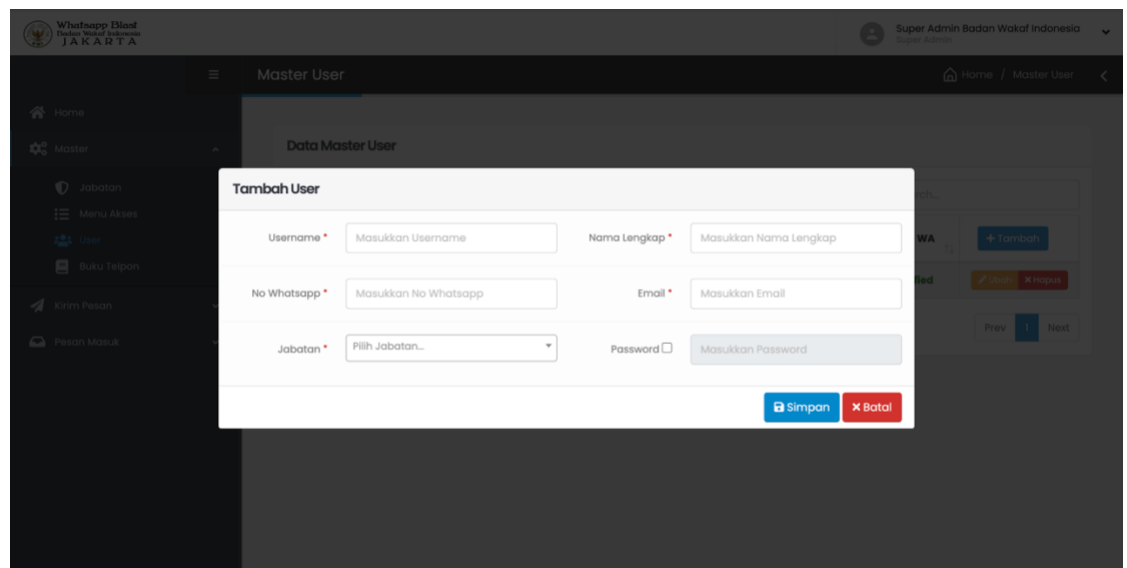 Whatsapp Blast
Badan Wakaf Indonesia
JAKARTA
Super Admin Badan Wakaf Indonesia
Super Admin
Master User
Home / Master User
Home
Master
Jabatan
Menu Akses
User
Buku Telpon
Kirim Pesan
Pesan Masuk
Data Master User
Tambah User
Username *
Masukkan Username
Nama Lengkap *
Masukkan Nama Lengkap
No Whatsapp *
Masukkan No Whatsapp
Email *
Masukkan Email
Jabatan *
Pilih Jabatan...
Password
Masukkan Password
Simpan
Batal
WA
+ Tambah
Ubah
Hapus
Prev 1 Next